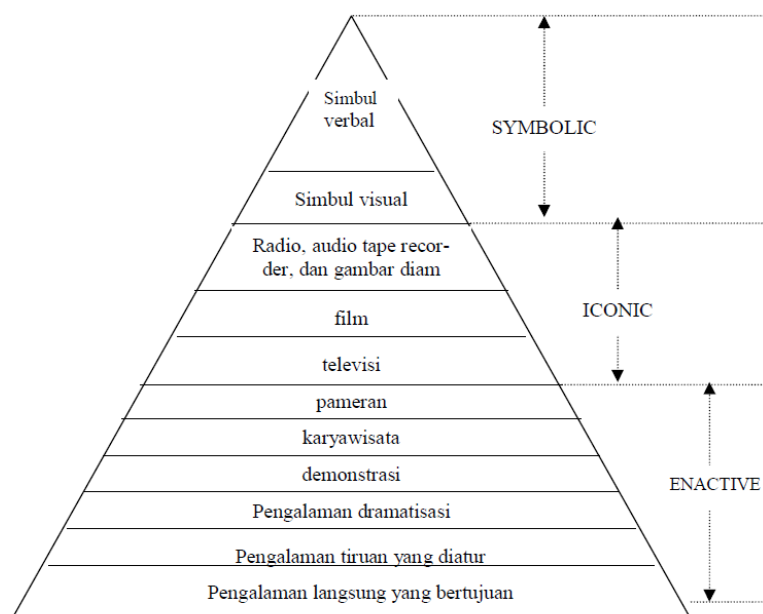 Simbul
verbal
SYMBOLIC
Simbul visual
Radio, audio tape recor-
der, dan gambar diam
ICONIC
film
televisi
pameran
karyawisata
demonstrasi
ENACTIVE
Pengalaman dramatisasi
Pengalaman tiruan yang diatur
Pengalaman langsung yang bertujuan